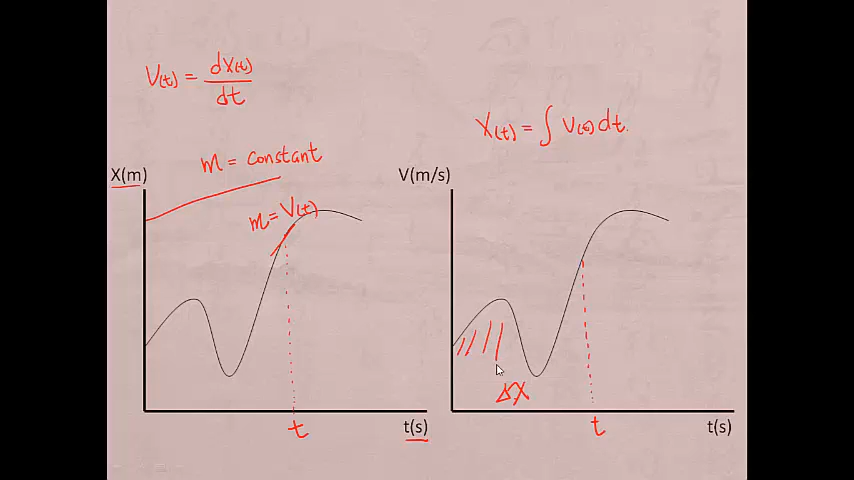 V(t) = dX(t)/dt
X(t) = ∫ V(t) dt.
m = constant
X(m)
m = V(t)
t
t(s)
V(m/s)
ΔX
t
t(s)